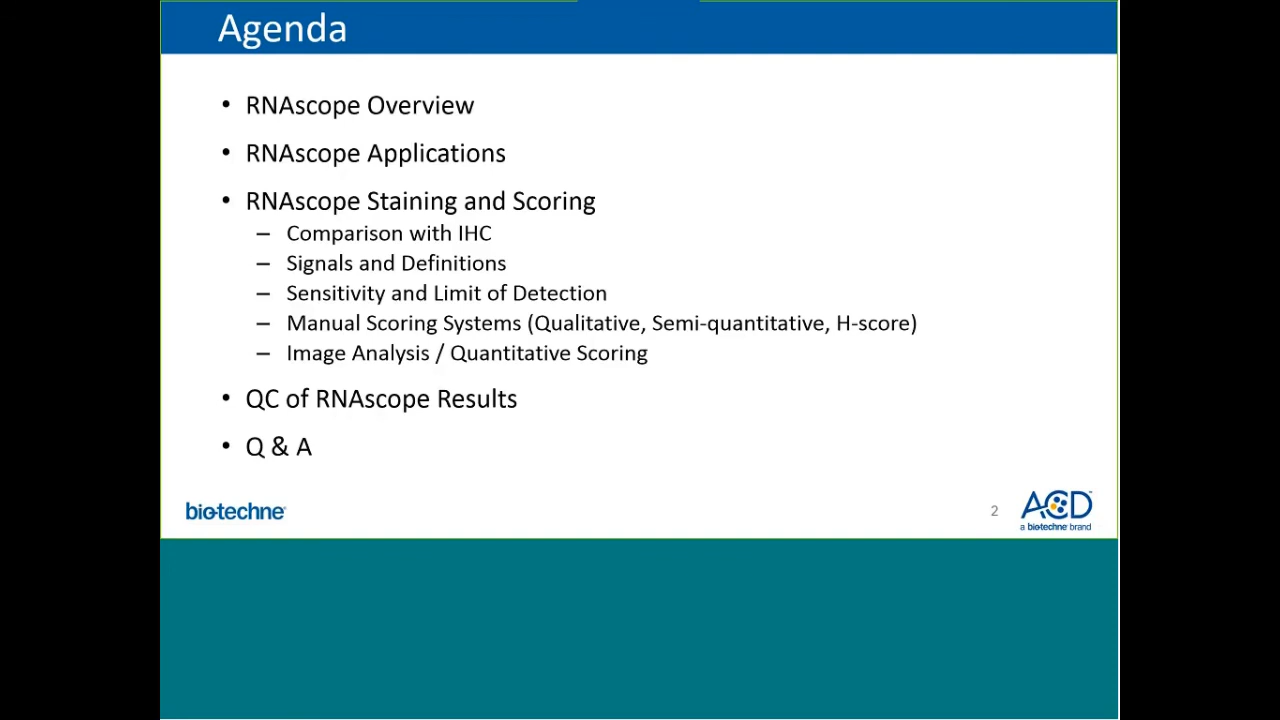 Agenda
• RNAscope Overview
• RNAscope Applications
• RNAscope Staining and Scoring
– Comparison with IHC
– Signals and Definitions
– Sensitivity and Limit of Detection
– Manual Scoring Systems (Qualitative, Semi-quantitative, H-score)
– Image Analysis / Quantitative Scoring
• QC of RNAscope Results
• Q & A
bio-techne
2
ACD
a bio-techne brand